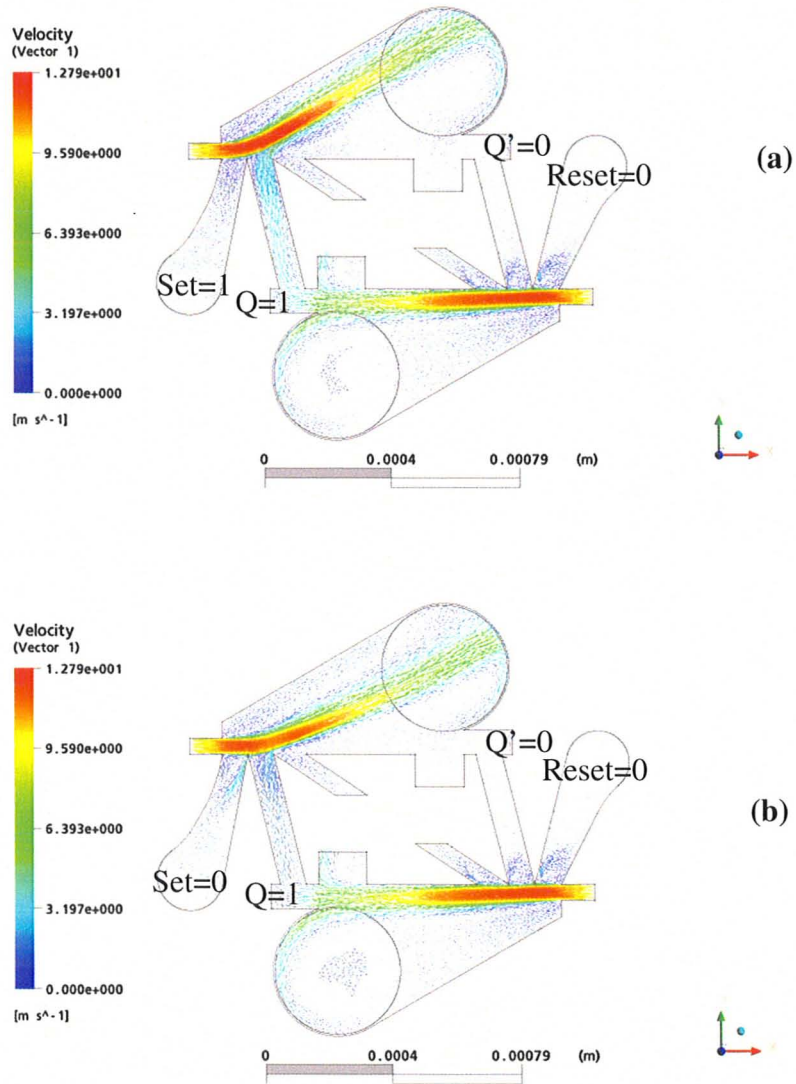 Velocity
(Vector 1)
1.279e+001
9.590e+000
6.393e+000
3.197e+000
0.000e+000
[m s^-1]
Q'=0
Reset=0
(a)
Set=1
Q=1
0 0.0004 0.00079 (m)
Velocity
(Vector 1)
1.279e+001
9.590e+000
6.393e+000
3.197e+000
0.000e+000
[m s^-1]
Q'=0
Reset=0
(b)
Set=0
Q=1
0 0.0004 0.00079 (m)